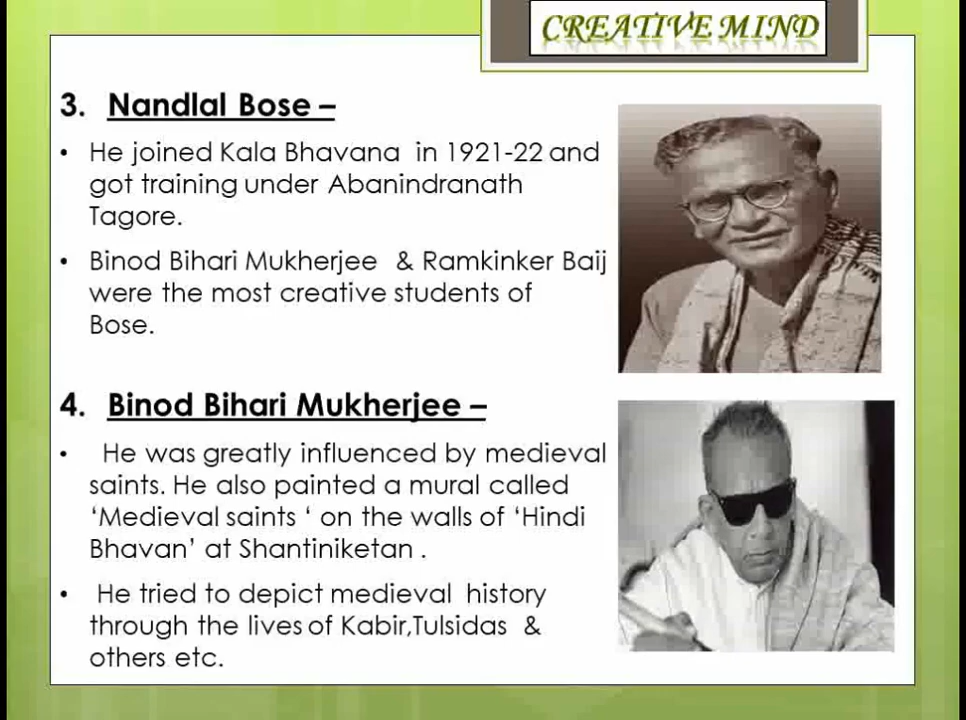 CREATIVE MIND
3. Nandlal Bose –
• He joined Kala Bhavana in 1921-22 and
got training under Abanindranath
Tagore.
• Binod Bihari Mukherjee & Ramkinker Baij
were the most creative students of
Bose.
4. Binod Bihari Mukherjee –
• He was greatly influenced by medieval
saints. He also painted a mural called
‘Medieval saints ‘ on the walls of ‘Hindi
Bhavan’ at Shantiniketan .
• He tried to depict medieval history
through the lives of Kabir,Tulsidas &
others etc.